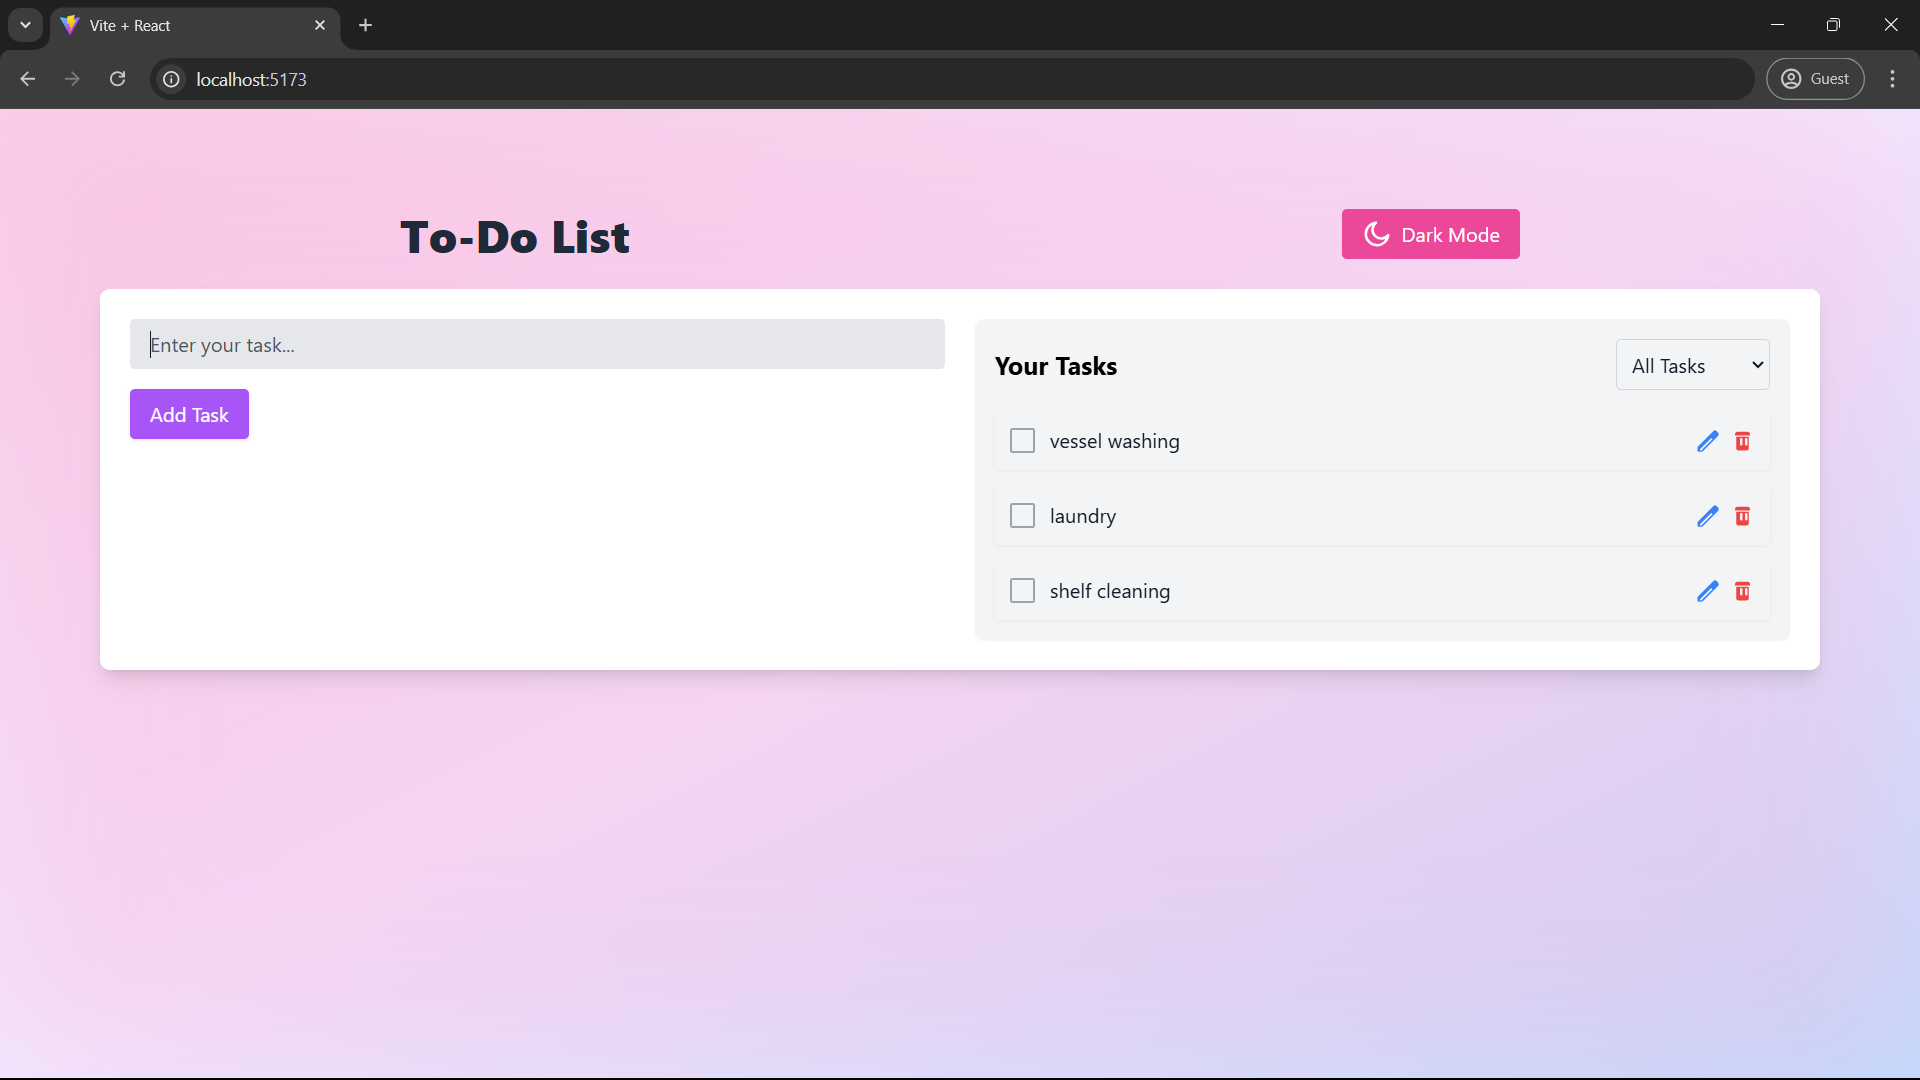 Vite + React
localhost:5173
Guest
To-Do List
Dark Mode
Enter your task...
Add Task
Your Tasks
All Tasks
vessel washing
laundry
shelf cleaning